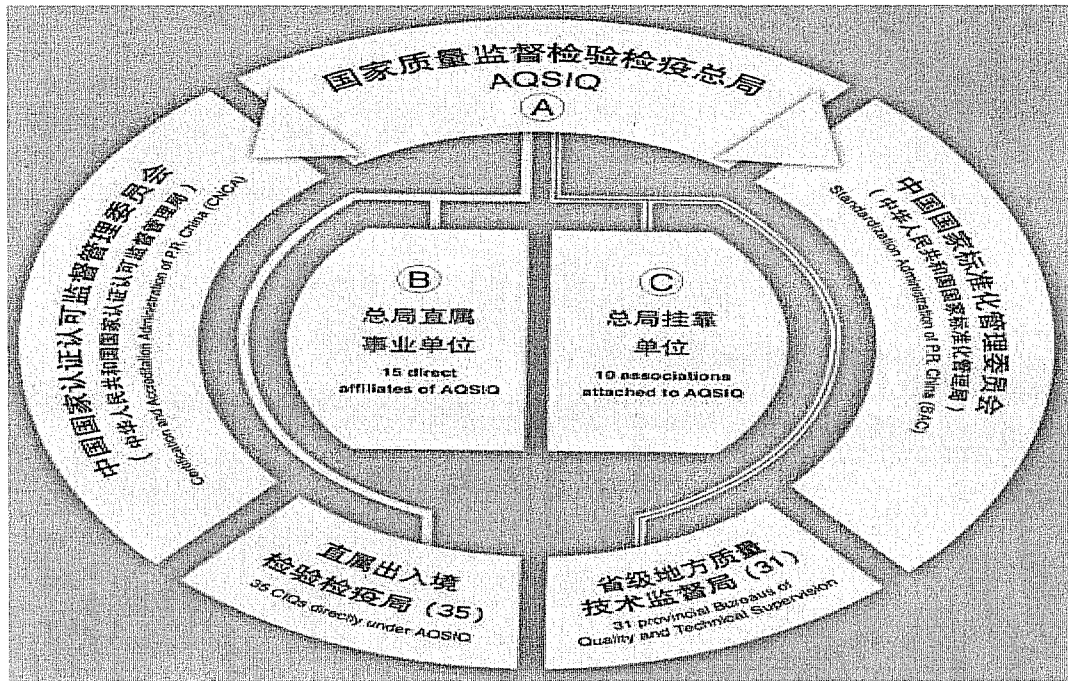 国家质量监督检验检疫总局
AQSIQ
A
中国国家认证认可监督管理委员会
(中华人民共和国国家认证认可监督管理局)
Certification and Accreditation Administration of P.R. China (CNCA)
中国国家标准化管理委员会
(中华人民共和国国家标准化管理局)
Standardization Administration of P.R. China (SAC)
B
总局直属
事业单位
15 direct
affiliates of AQSIQ
C
总局挂靠
单位
10 associations
attached to AQSIQ
直属出入境
检验检疫局(35)
35 CIQs directly under AQSIQ
省级地方质量
技术监督局(31)
31 provincial Bureaus of
Quality and Technical Supervision